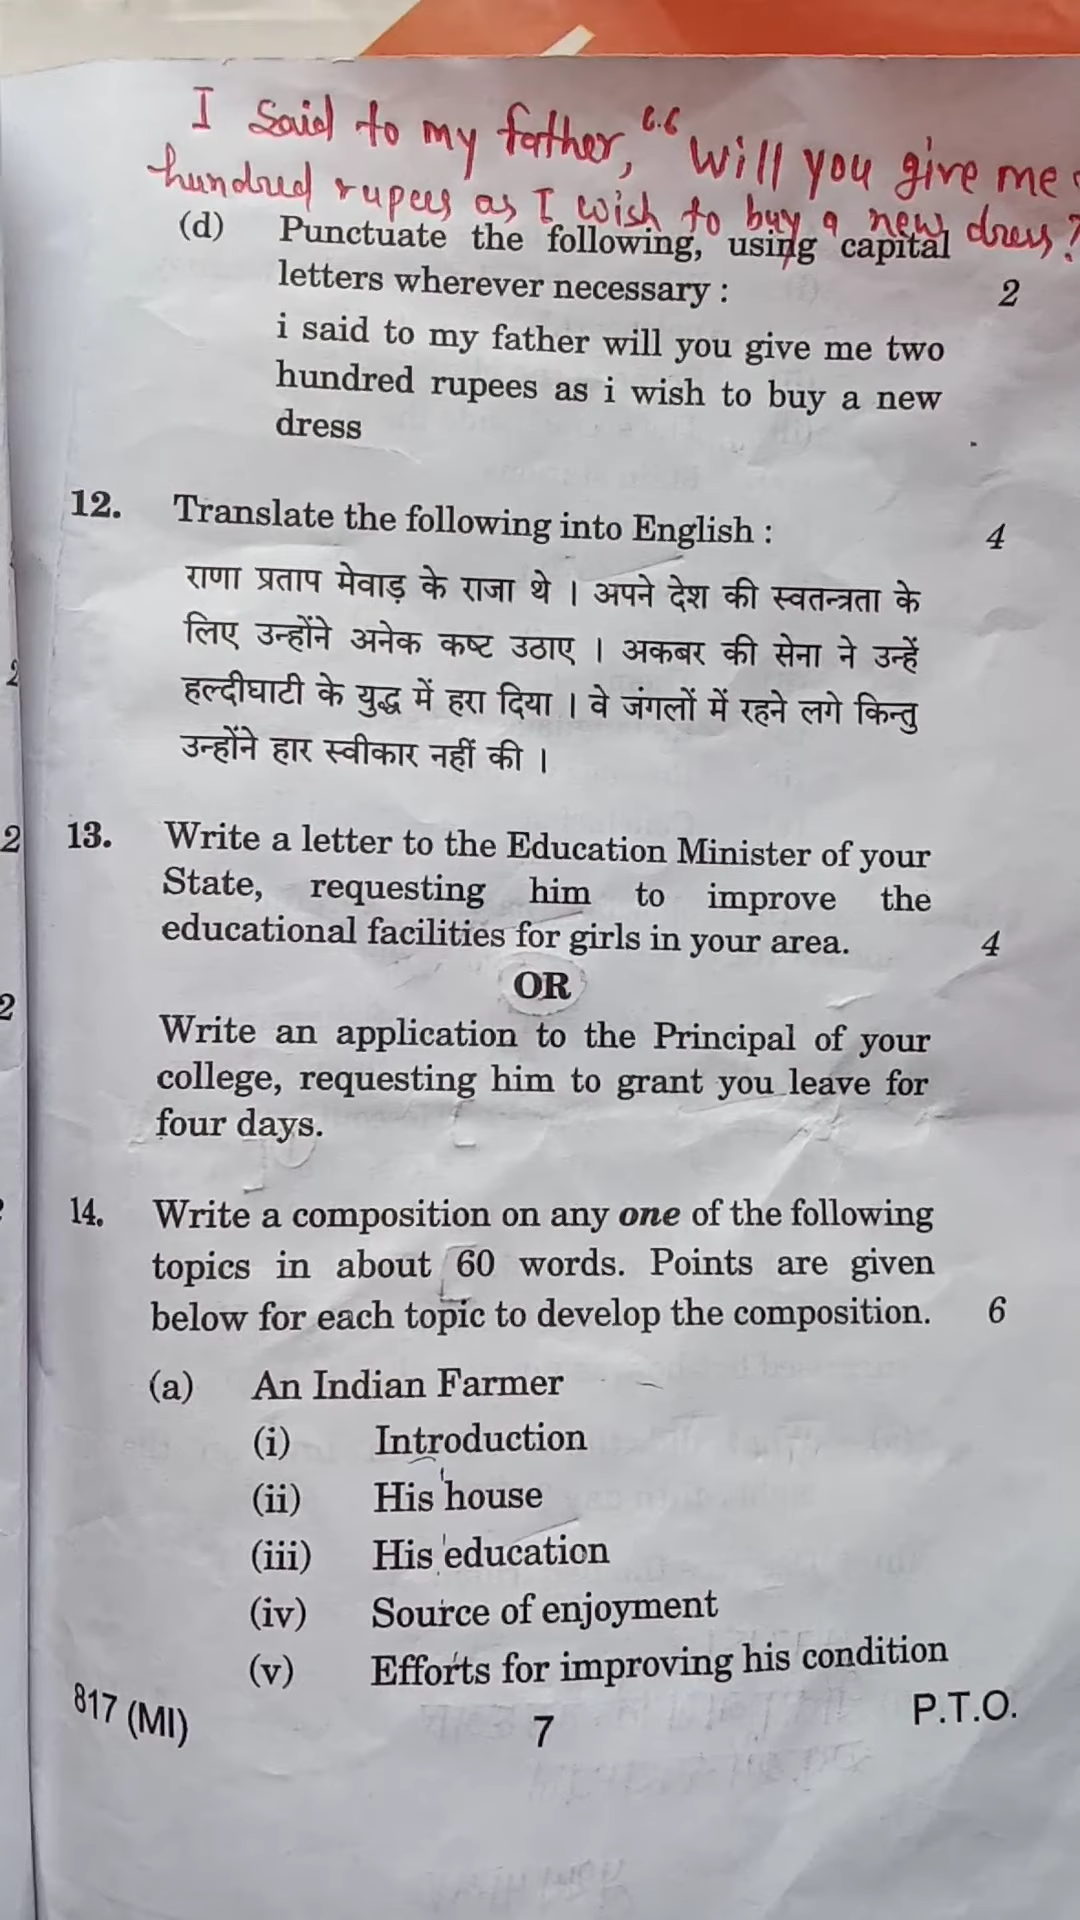 I said to my father, “Will you give me
hundred rupees as I wish to buy a new dress?
(d) Punctuate the following, using capital
letters wherever necessary : 2
i said to my father will you give me two
hundred rupees as i wish to buy a new
dress
12. Translate the following into English : 4
राणा प्रताप मेवाड़ के राजा थे । अपने देश की स्वतन्त्रता के
लिए उन्होंने अनेक कष्ट उठाए । अकबर की सेना ने उन्हें
हल्दीघाटी के युद्ध में हरा दिया । वे जंगलों में रहने लगे किन्तु
उन्होंने हार स्वीकार नहीं की ।
2 13. Write a letter to the Education Minister of your
State, requesting him to improve the
educational facilities for girls in your area. 4
OR
2
Write an application to the Principal of your
college, requesting him to grant you leave for
four days.
14. Write a composition on any one of the following
topics in about 60 words. Points are given
below for each topic to develop the composition. 6
(a) An Indian Farmer
(i) Introduction
(ii) His house
(iii) His education
(iv) Source of enjoyment
(v) Efforts for improving his condition
817 (MI) 7 P.T.O.